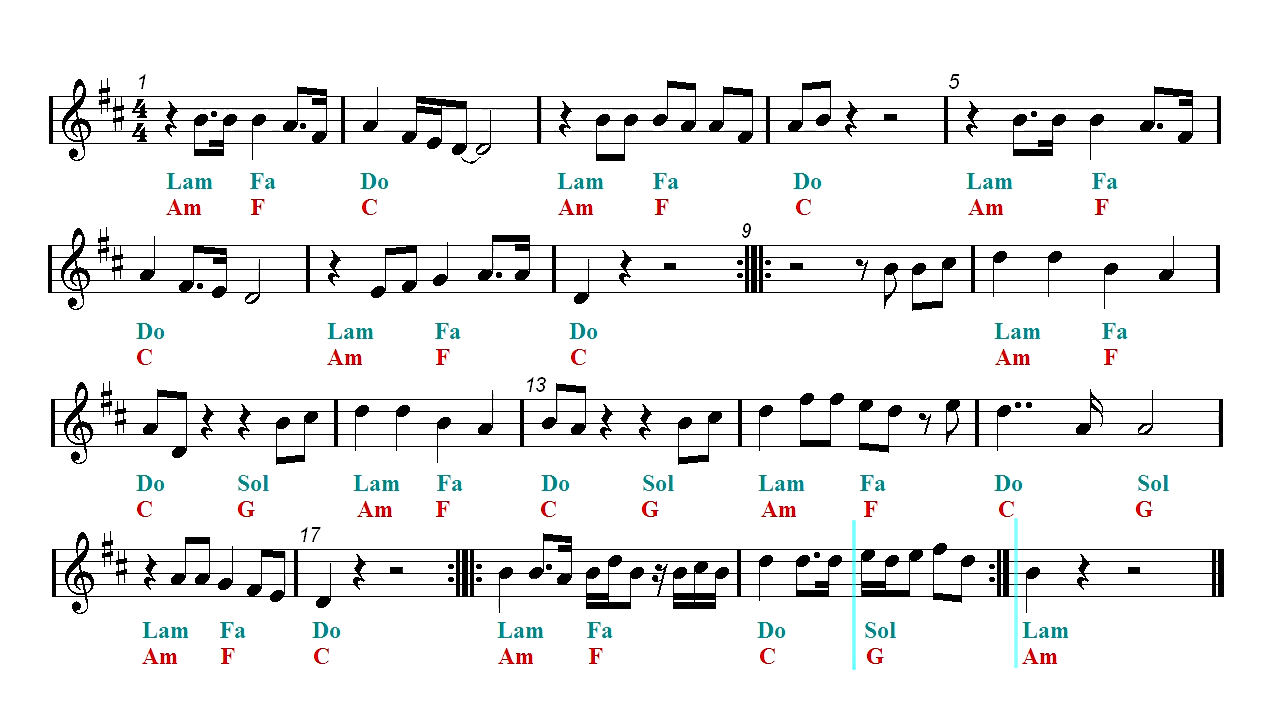 1 5
4
4
Lam Fa Do Lam Fa Do Lam Fa
Am F C Am F C Am F
9
Do Lam Fa Do Lam Fa
C Am F C Am F
13
Do Sol Lam Fa Do Sol Lam Fa Do Sol
C G Am F C G Am F C G
17
Lam Fa Do Lam Fa Do Sol Lam
Am F C Am F C G Am